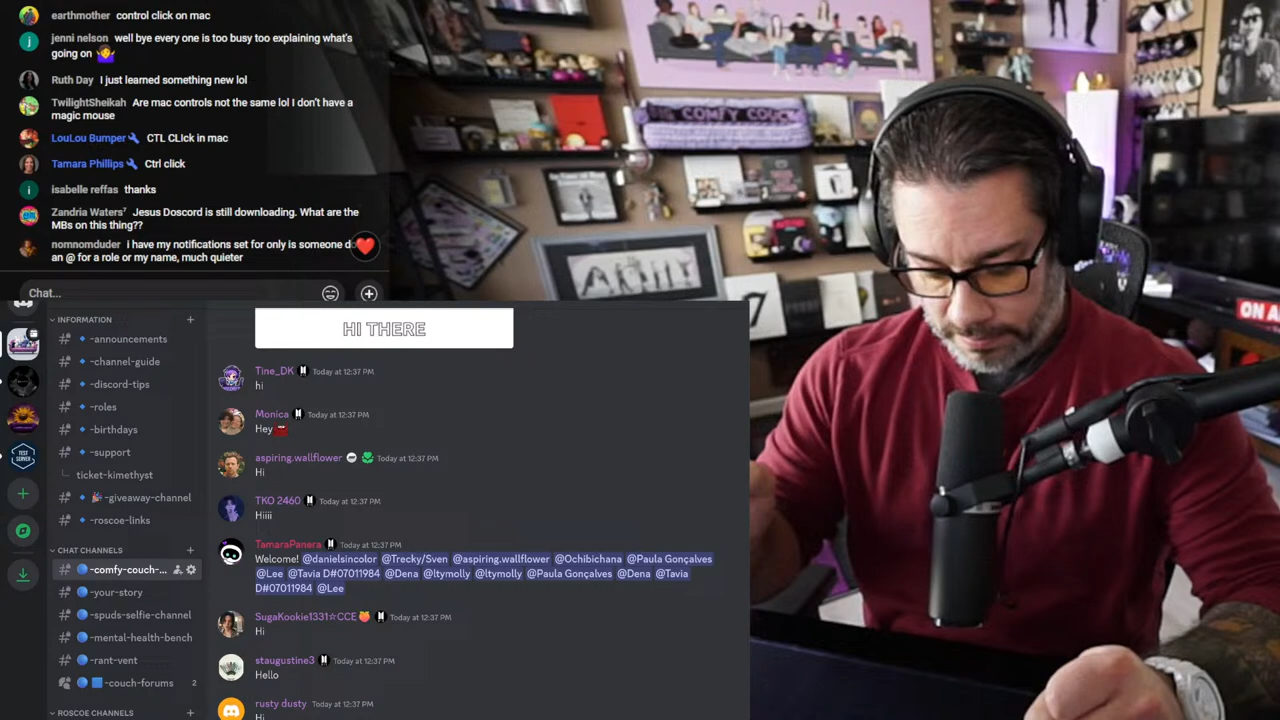 earthmother control click on mac
jenni nelson well bye every one is too busy too explaining what's
going on 🤷
Ruth Day I just learned something new lol
TwilightSheikah Are mac controls not the same lol I don't have a
magic mouse
LouLou Bumper CTL CLIck in mac
Tamara Phillips Ctrl click
isabelle reffas thanks
Zandria Waters⁷ Jesus Doscord is still downloading. What are the
MBs on this thing??
nomnomduder i have my notifications set for only is someone d
an @ for a role or my name, much quieter
Chat...
BIG COMFY COUCH
ON A
INFORMATION
-announcements
-channel-guide
-discord-tips
-roles
-birthdays
-support
ticket-kimethyst
-giveaway-channel
-roscoe-links
CHAT CHANNELS
-comfy-couch-...
-your-story
-spuds-selfie-channel
-mental-health-bench
-rant-vent
-couch-forums 2
ROSCOE CHANNELS
TEST
SERVER
HI THERE
Tine_DK Today at 12:37 PM
hi
Monica Today at 12:37 PM
Hey
aspiring.wallflower Today at 12:37 PM
Hi
TKO 2460 Today at 12:37 PM
Hiiii
TamaraPanera Today at 12:37 PM
Welcome! @danielsincolor @Trecky/Sven @aspiring.wallflower @Ochibichana @Paula Gonçalves
@Lee @Tavia D#07011984 @Dena @ltymolly @ltymolly @Paula Gonçalves @Dena @Tavia
D#07011984 @Lee
SugaKookie1331☆CCE🍑 Today at 12:37 PM
Hi
staugustine3 Today at 12:37 PM
Hello
rusty dusty Today at 12:37 PM
Hi